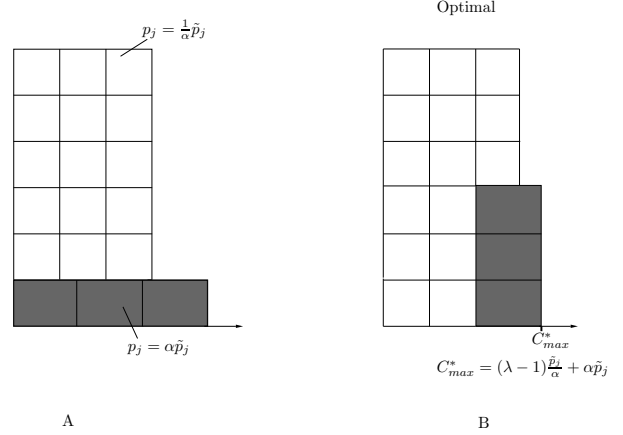 Optimal
$p_j = \frac{1}{\alpha}\tilde{p}_j$
$p_j = \alpha\tilde{p}_j$
$C^*_{max}$
$C^*_{max} = (\lambda - 1)\frac{\tilde{p}_j}{\alpha} + \alpha\tilde{p}_j$
A
B